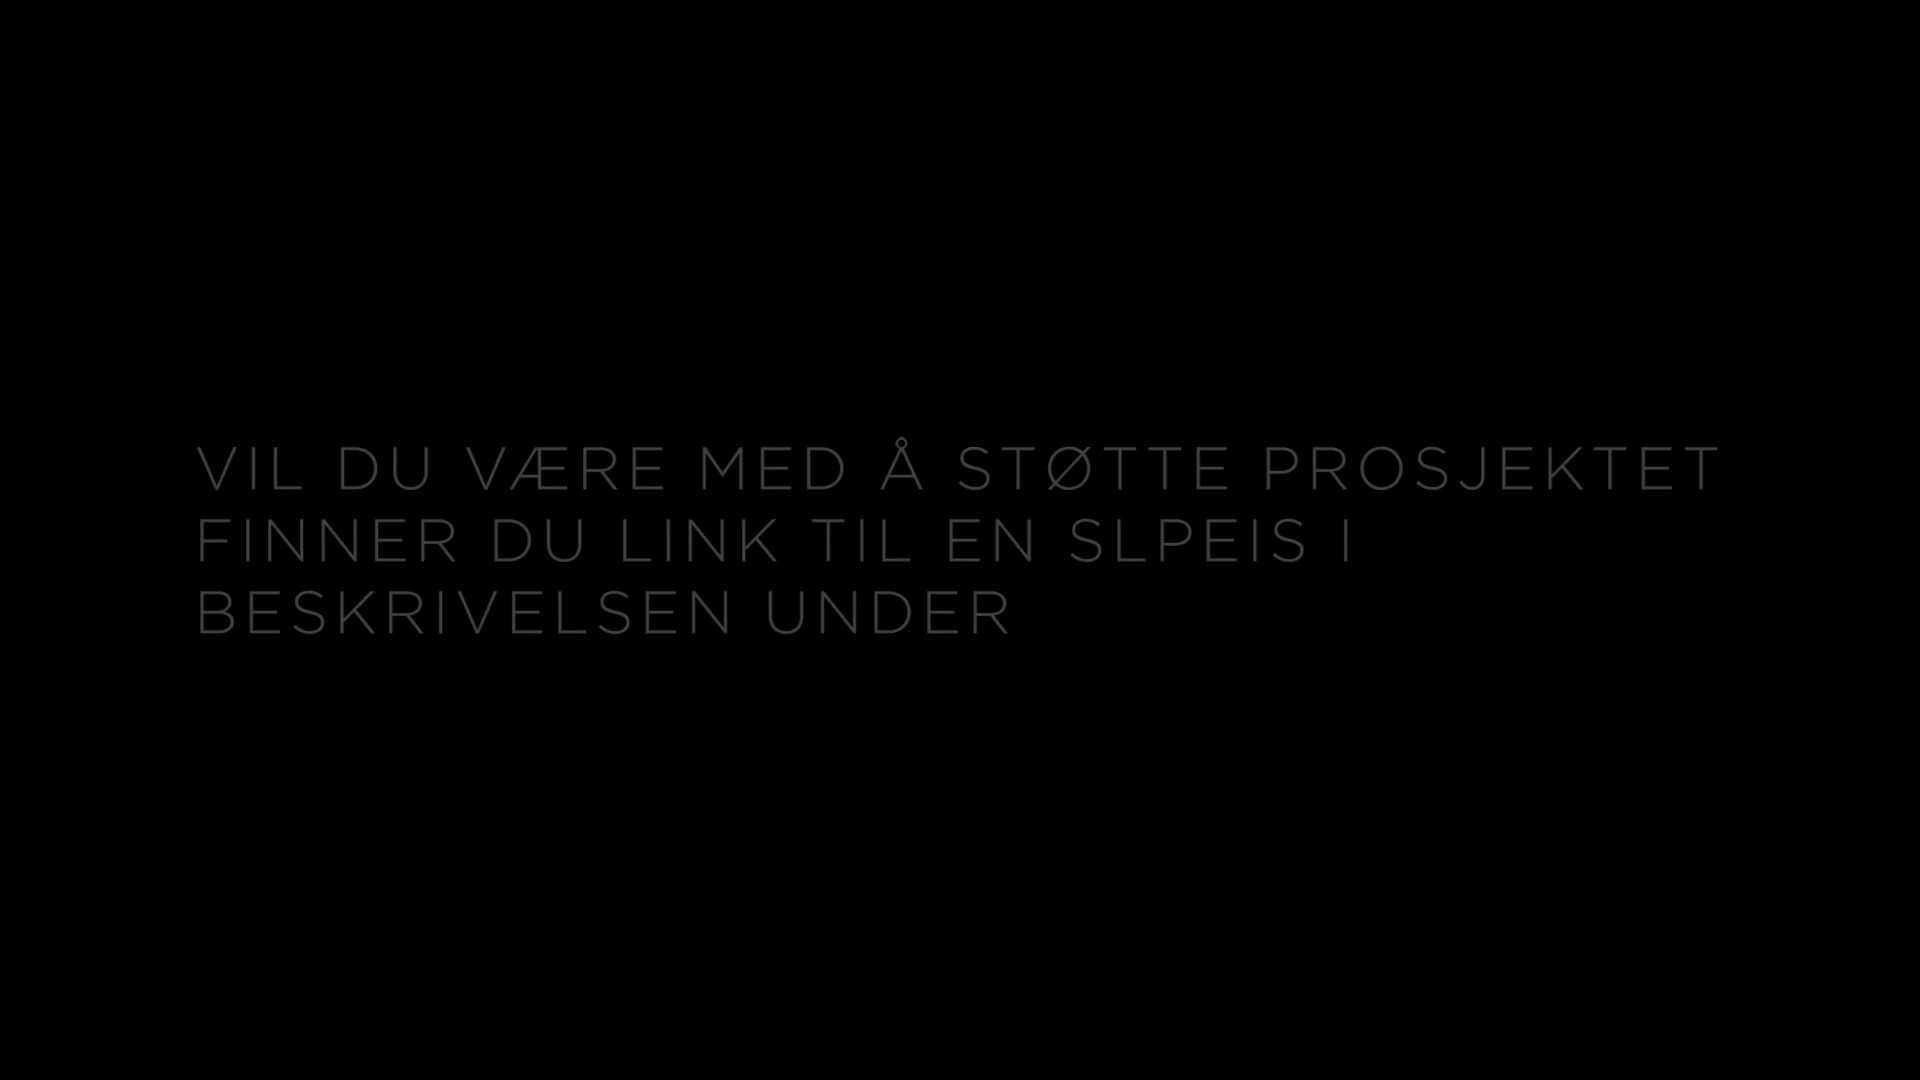 VIL DU VÆRE MED Å STØTTE PROSJEKTET
FINNER DU LINK TIL EN SLPEIS I
BESKRIVELSEN UNDER